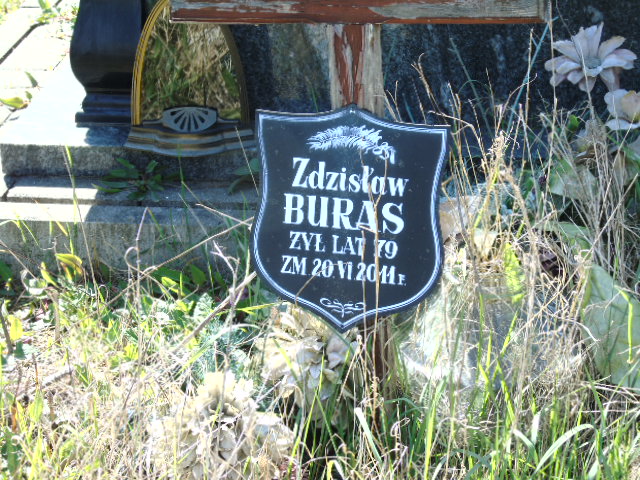 Zdzisław
BURAS
ŻYŁ LAT 79
ZM 20 VI 2011 r.